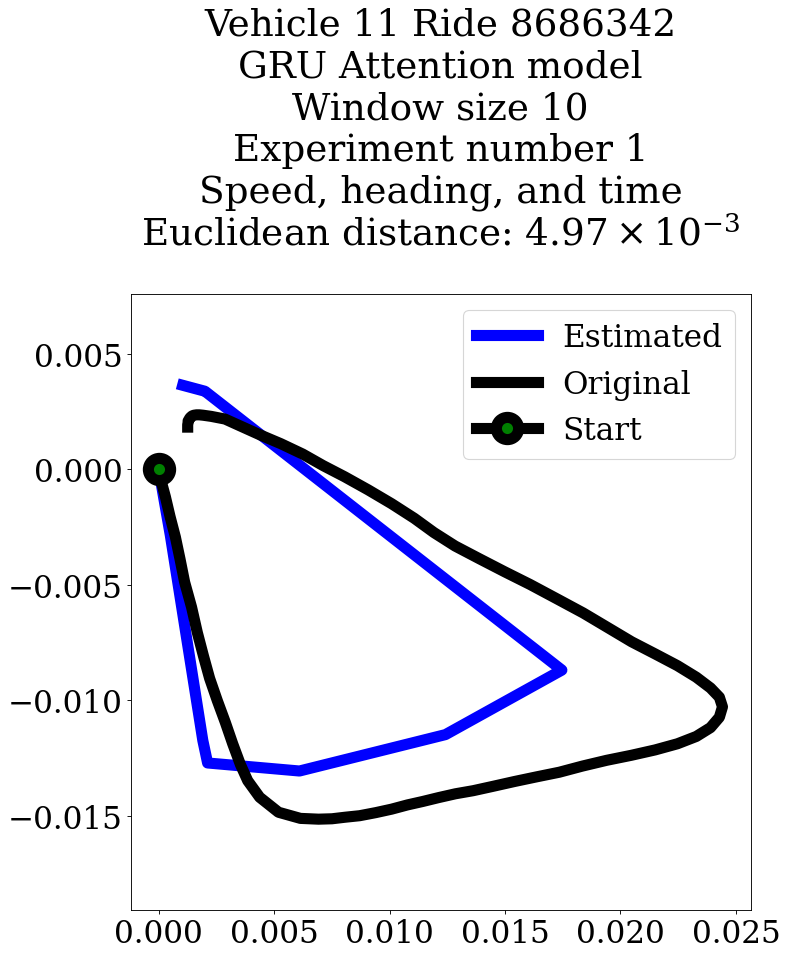 Vehicle 11 Ride 8686342
GRU Attention model
Window size 10
Experiment number 1
Speed, heading, and time
Euclidean distance: 4.97 × 10⁻³
Estimated
Original
Start
0.005
0.000
−0.005
−0.010
−0.015
0.000 0.005 0.010 0.015 0.020 0.025